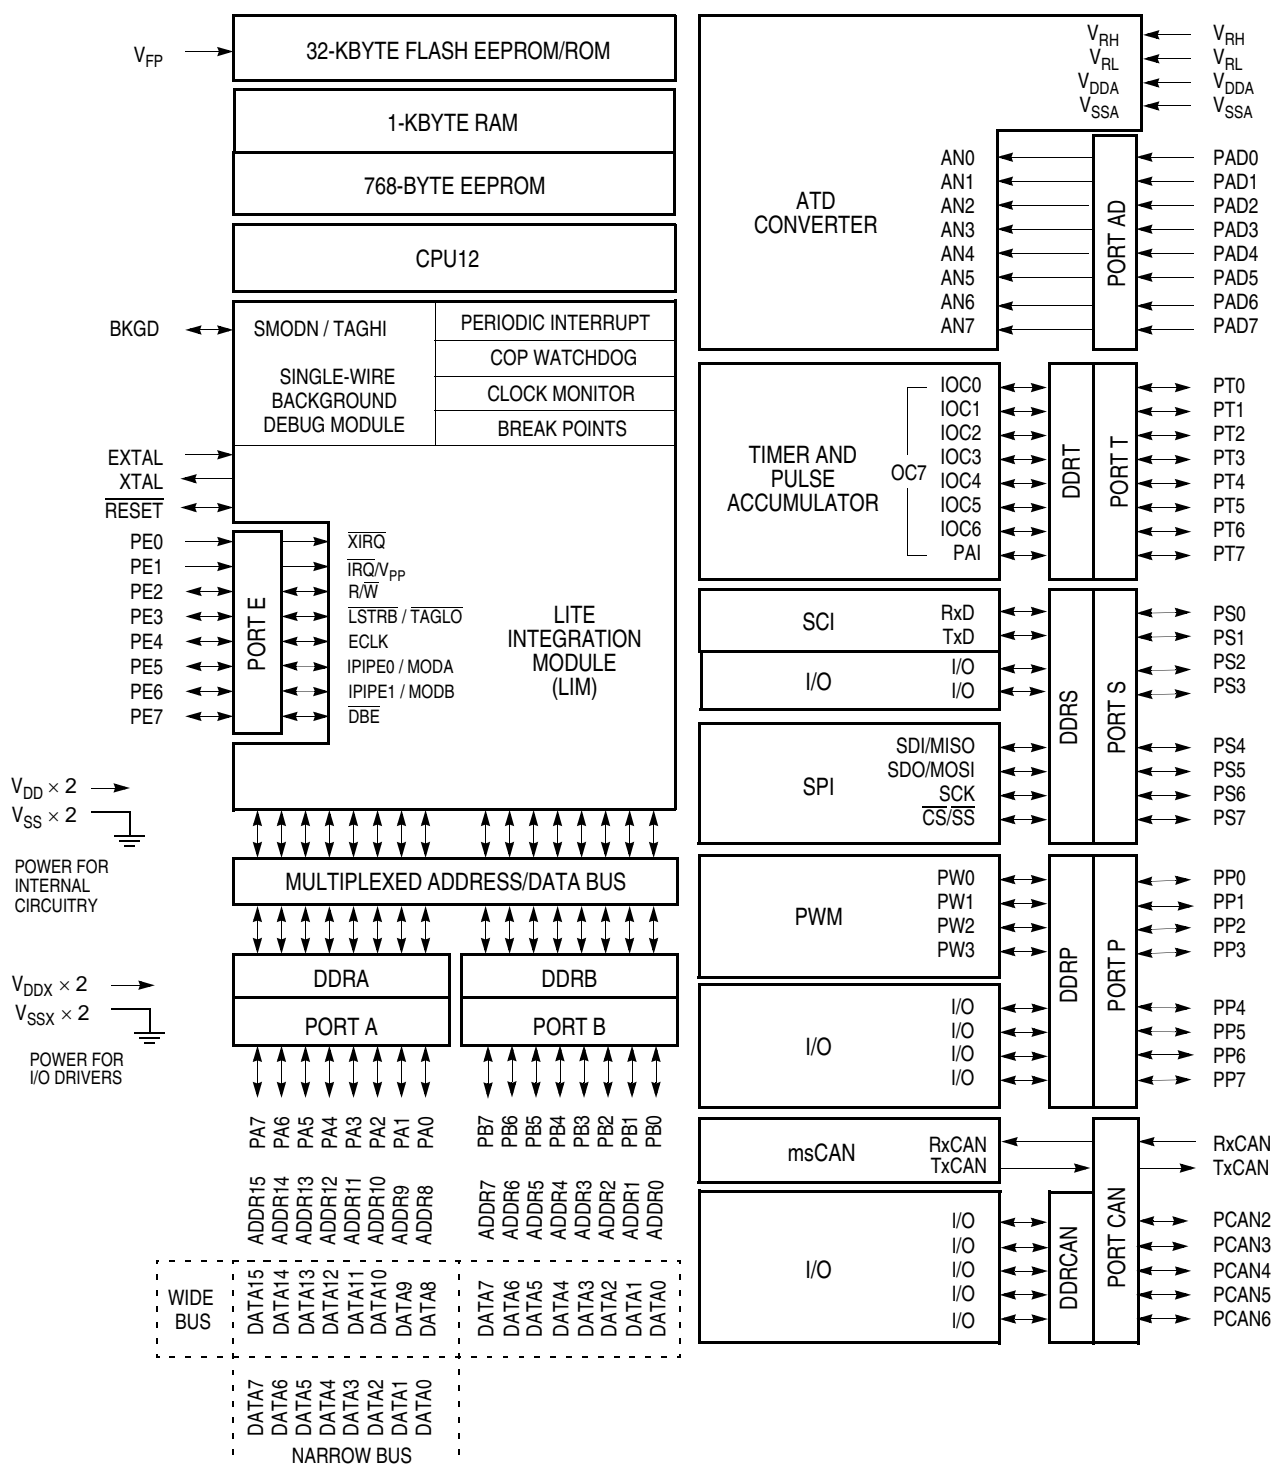 V_FP
32-KBYTE FLASH EEPROM/ROM
1-KBYTE RAM
768-BYTE EEPROM
CPU12
BKGD
SMODN / TAGHI
SINGLE-WIRE
BACKGROUND
DEBUG MODULE
PERIODIC INTERRUPT
COP WATCHDOG
CLOCK MONITOR
BREAK POINTS
EXTAL
XTAL
RESET
PE0
PE1
PE2
PE3
PE4
PE5
PE6
PE7
PORT E
XIRQ
IRQ/V_PP
R/W
LSTRB / TAGLO
ECLK
IPIPE0 / MODA
IPIPE1 / MODB
DBE
LITE
INTEGRATION
MODULE
(LIM)
V_DD × 2
V_SS × 2
POWER FOR
INTERNAL
CIRCUITRY
MULTIPLEXED ADDRESS/DATA BUS
V_DDX × 2
V_SSX × 2
POWER FOR
I/O DRIVERS
DDRA
PORT A
DDRB
PORT B
PA7
PA6
PA5
PA4
PA3
PA2
PA1
PA0
PB7
PB6
PB5
PB4
PB3
PB2
PB1
PB0
ADDR15
ADDR14
ADDR13
ADDR12
ADDR11
ADDR10
ADDR9
ADDR8
ADDR7
ADDR6
ADDR5
ADDR4
ADDR3
ADDR2
ADDR1
ADDR0
WIDE
BUS
DATA15
DATA14
DATA13
DATA12
DATA11
DATA10
DATA9
DATA8
DATA7
DATA6
DATA5
DATA4
DATA3
DATA2
DATA1
DATA0
DATA7
DATA6
DATA5
DATA4
DATA3
DATA2
DATA1
DATA0
NARROW BUS
ATD
CONVERTER
V_RH
V_RL
V_DDA
V_SSA
V_RH
V_RL
V_DDA
V_SSA
AN0
AN1
AN2
AN3
AN4
AN5
AN6
AN7
PORT AD
PAD0
PAD1
PAD2
PAD3
PAD4
PAD5
PAD6
PAD7
TIMER AND
PULSE
ACCUMULATOR
OC7
IOC0
IOC1
IOC2
IOC3
IOC4
IOC5
IOC6
PAI
DDRT
PORT T
PT0
PT1
PT2
PT3
PT4
PT5
PT6
PT7
SCI
RxD
TxD
I/O
I/O
I/O
SPI
SDI/MISO
SDO/MOSI
SCK
CS/SS
DDRS
PORT S
PS0
PS1
PS2
PS3
PS4
PS5
PS6
PS7
PWM
PW0
PW1
PW2
PW3
I/O
I/O
I/O
I/O
I/O
DDRP
PORT P
PP0
PP1
PP2
PP3
PP4
PP5
PP6
PP7
msCAN
RxCAN
TxCAN
I/O
I/O
I/O
I/O
I/O
I/O
DDRCAN
PORT CAN
RxCAN
TxCAN
PCAN2
PCAN3
PCAN4
PCAN5
PCAN6